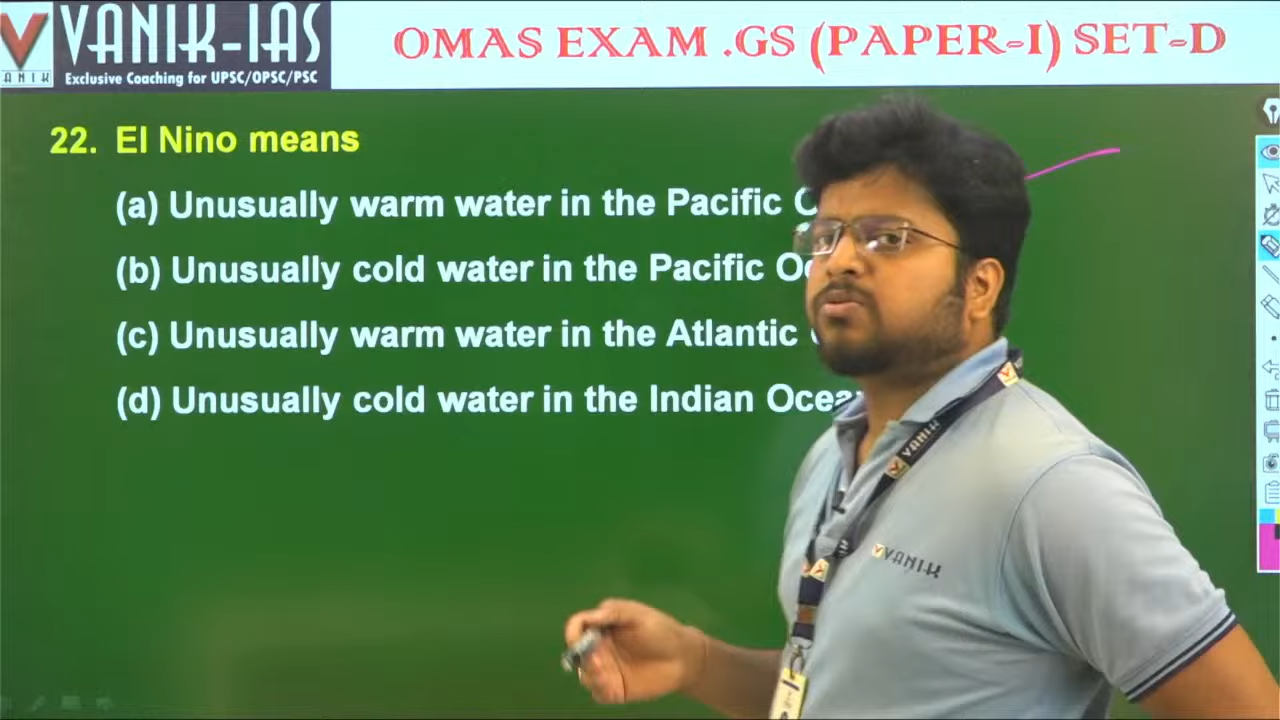 VANIK-IAS
VANIK
Exclusive Coaching for UPSC/OPSC/PSC
OMAS EXAM .GS (PAPER-I) SET-D
22. El Nino means
(a) Unusually warm water in the Pacific
(b) Unusually cold water in the Pacific
(c) Unusually warm water in the Atlantic
(d) Unusually cold water in the Indian
VANIK
VANIK